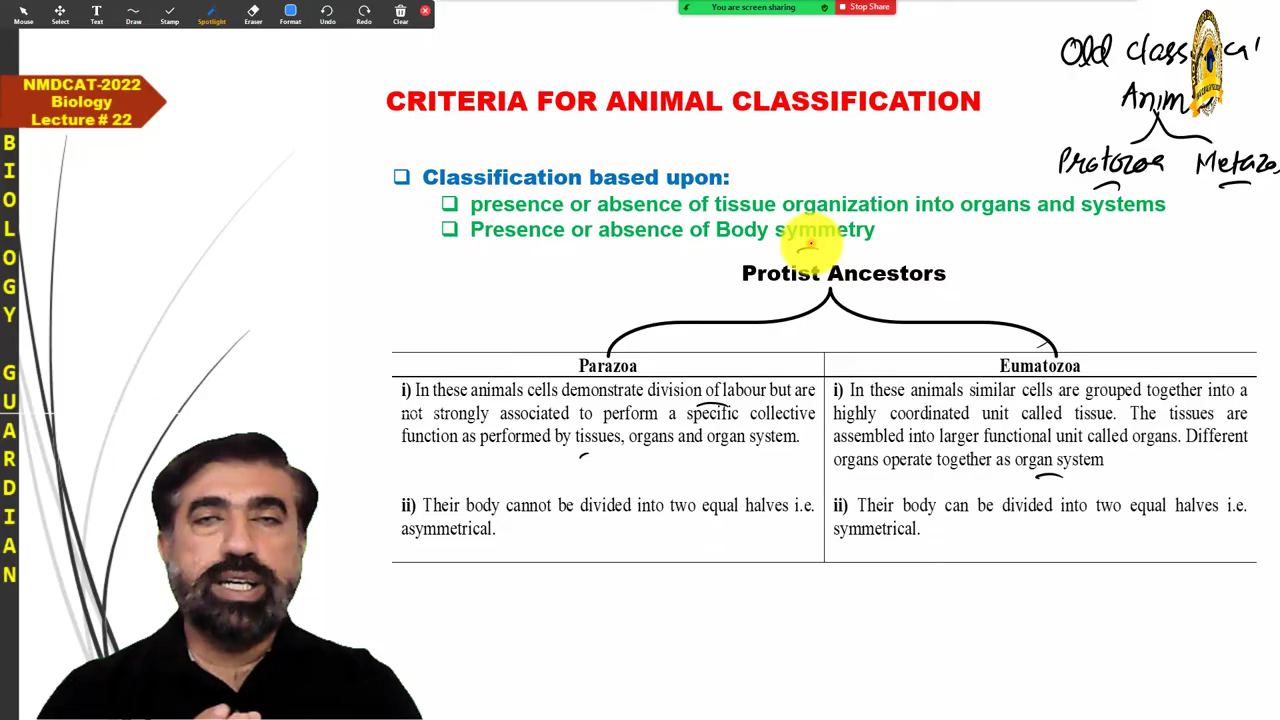 Mouse Select Text Draw Stamp Spotlight Eraser Format Undo Redo Clear
You are screen sharing Stop Share
NMDCAT-2022
Biology
Lecture # 22
BIOLOGY GUARDIAN
Old classical
Anim
Protozoa Metazo
CRITERIA FOR ANIMAL CLASSIFICATION
Classification based upon:
presence or absence of tissue organization into organs and systems
Presence or absence of Body symmetry
Protist Ancestors
Parazoa
i) In these animals cells demonstrate division of labour but are
not strongly associated to perform a specific collective
function as performed by tissues, organs and organ system.
ii) Their body cannot be divided into two equal halves i.e.
asymmetrical.
Eumatozoa
i) In these animals similar cells are grouped together into a
highly coordinated unit called tissue. The tissues are
assembled into larger functional unit called organs. Different
organs operate together as organ system
ii) Their body can be divided into two equal halves i.e.
symmetrical.